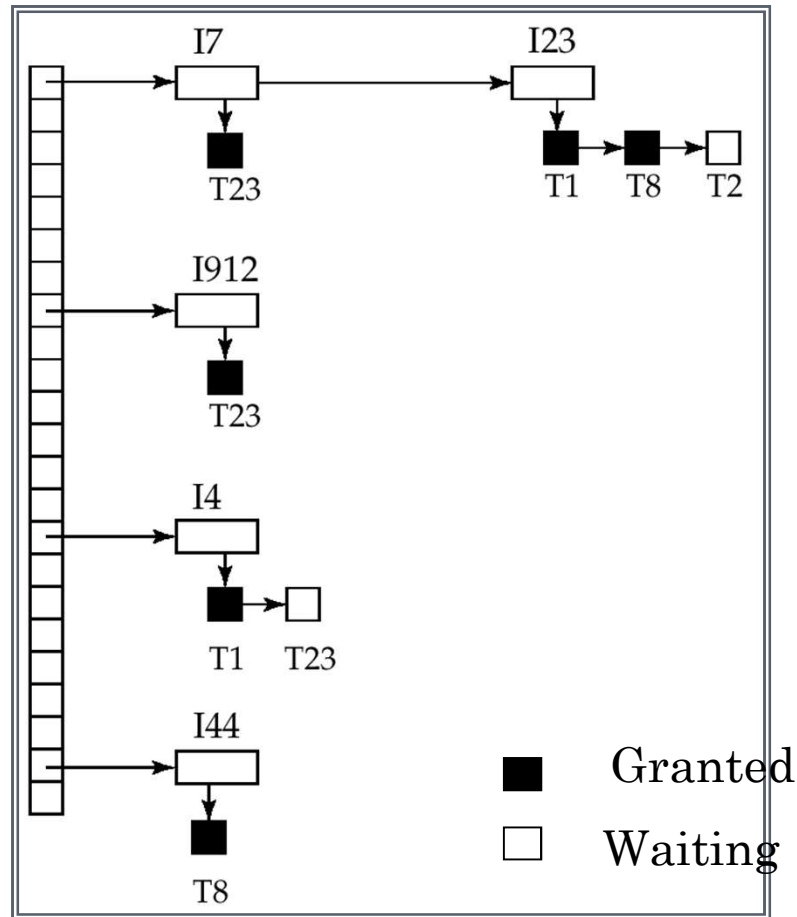 I7 I23
T23 T1 T8 T2
I912
T23
I4
T1 T23
I44
Granted
Waiting
T8